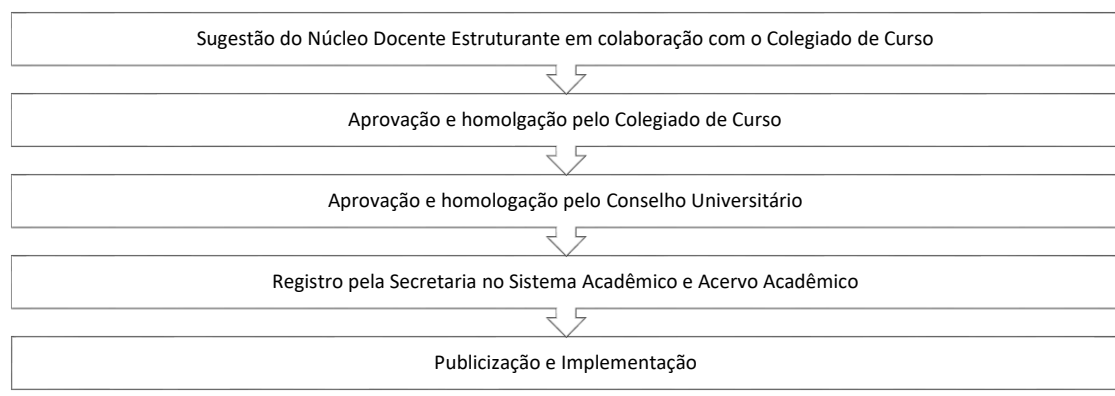 Sugestão do Núcleo Docente Estruturante em colaboração com o Colegiado de Curso
Aprovação e homolgação pelo Colegiado de Curso
Aprovação e homologação pelo Conselho Universitário
Registro pela Secretaria no Sistema Acadêmico e Acervo Acadêmico
Publicização e Implementação